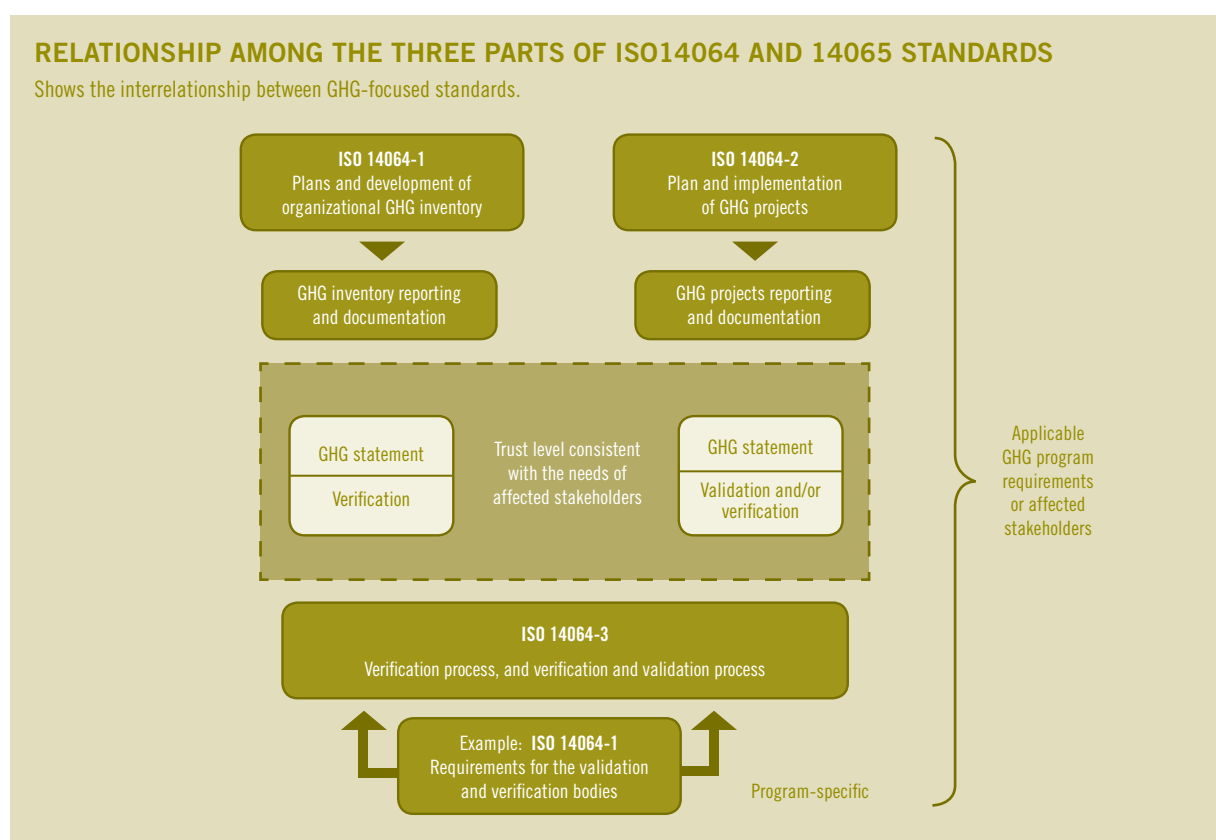 RELATIONSHIP AMONG THE THREE PARTS OF ISO14064 AND 14065 STANDARDS
Shows the interrelationship between GHG-focused standards.
ISO 14064-1
Plans and development of
organizational GHG inventory
ISO 14064-2
Plan and implementation
of GHG projects
GHG inventory reporting
and documentation
GHG projects reporting
and documentation
GHG statement
Verification
Trust level consistent
with the needs of
affected stakeholders
GHG statement
Validation and/or
verification
Applicable
GHG program
requirements
or affected
stakeholders
ISO 14064-3
Verification process, and verification and validation process
Example: ISO 14064-1
Requirements for the validation
and verification bodies
Program-specific